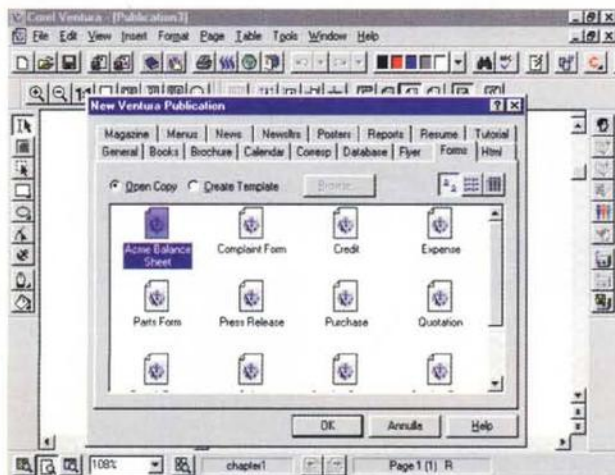 Corel Ventura - [Publication3]
File Edit View Insert Format Page Table Tools Window Help
1:1
New Ventura Publication
Magazine Menus News Newsltrs Posters Reports Resume Tutorial
General Books Brochure Calendar Corresp Database Flyer Forms Html
Open Copy Create Template Browse...
Acme Balance Sheet Complaint Form Credit Expense
Parts Form Press Release Purchase Quotation
OK Annulla Help
108% chapter1 Page 1 (1) R